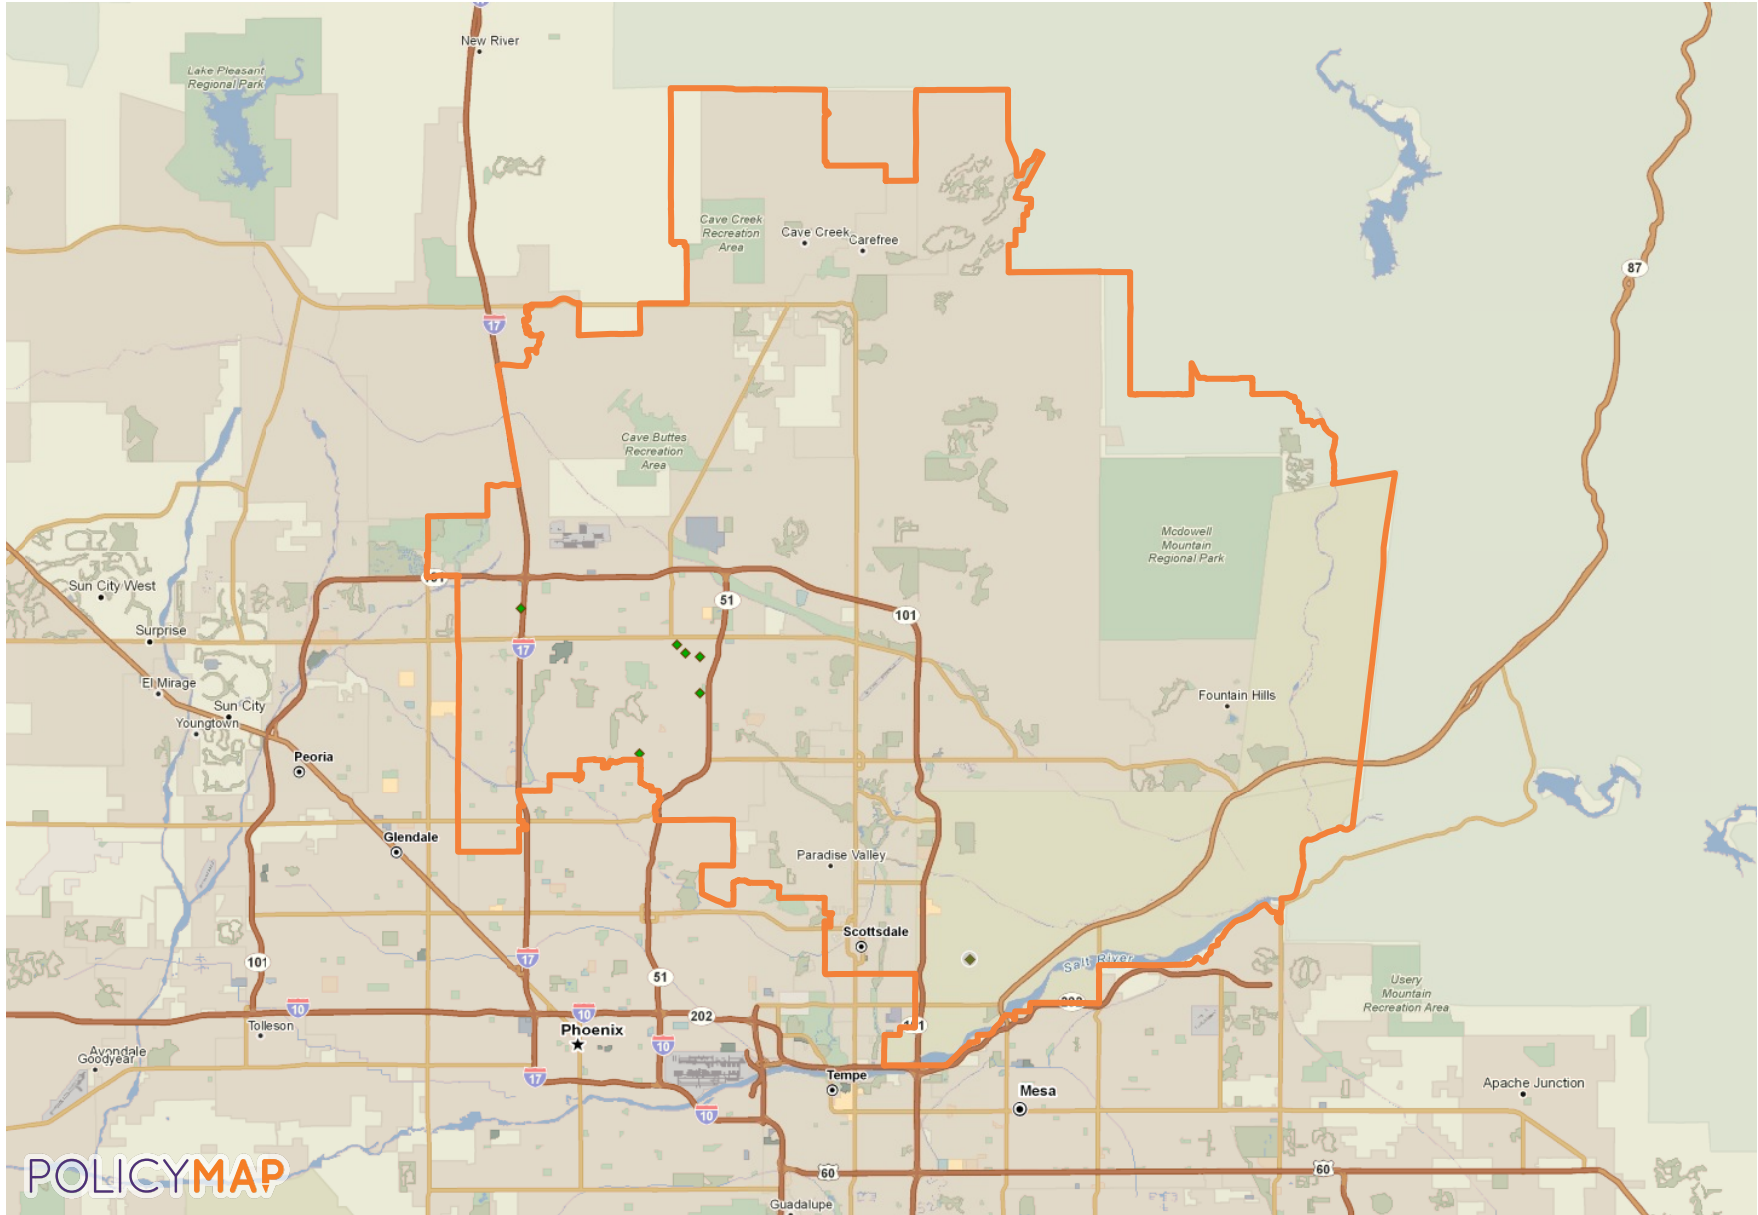 New River
Lake Pleasant
Regional Park
Cave Creek
Recreation
Area
Cave Creek
Carefree
87
17
Cave Buttes
Recreation
Area
Mcdowell
Mountain
Regional Park
Sun City West
101
51
101
Surprise
17
El Mirage
Sun City
Youngtown
Fountain Hills
Peoria
Glendale
Paradise Valley
Scottsdale
17
101
51
Salt River
Usery
Mountain
Recreation Area
202
10
10
202
101
Tolleson
Phoenix
10
Avondale
Goodyear
17
Tempe
Mesa
Apache Junction
10
60
60
POLICYMAP
Guadalupe